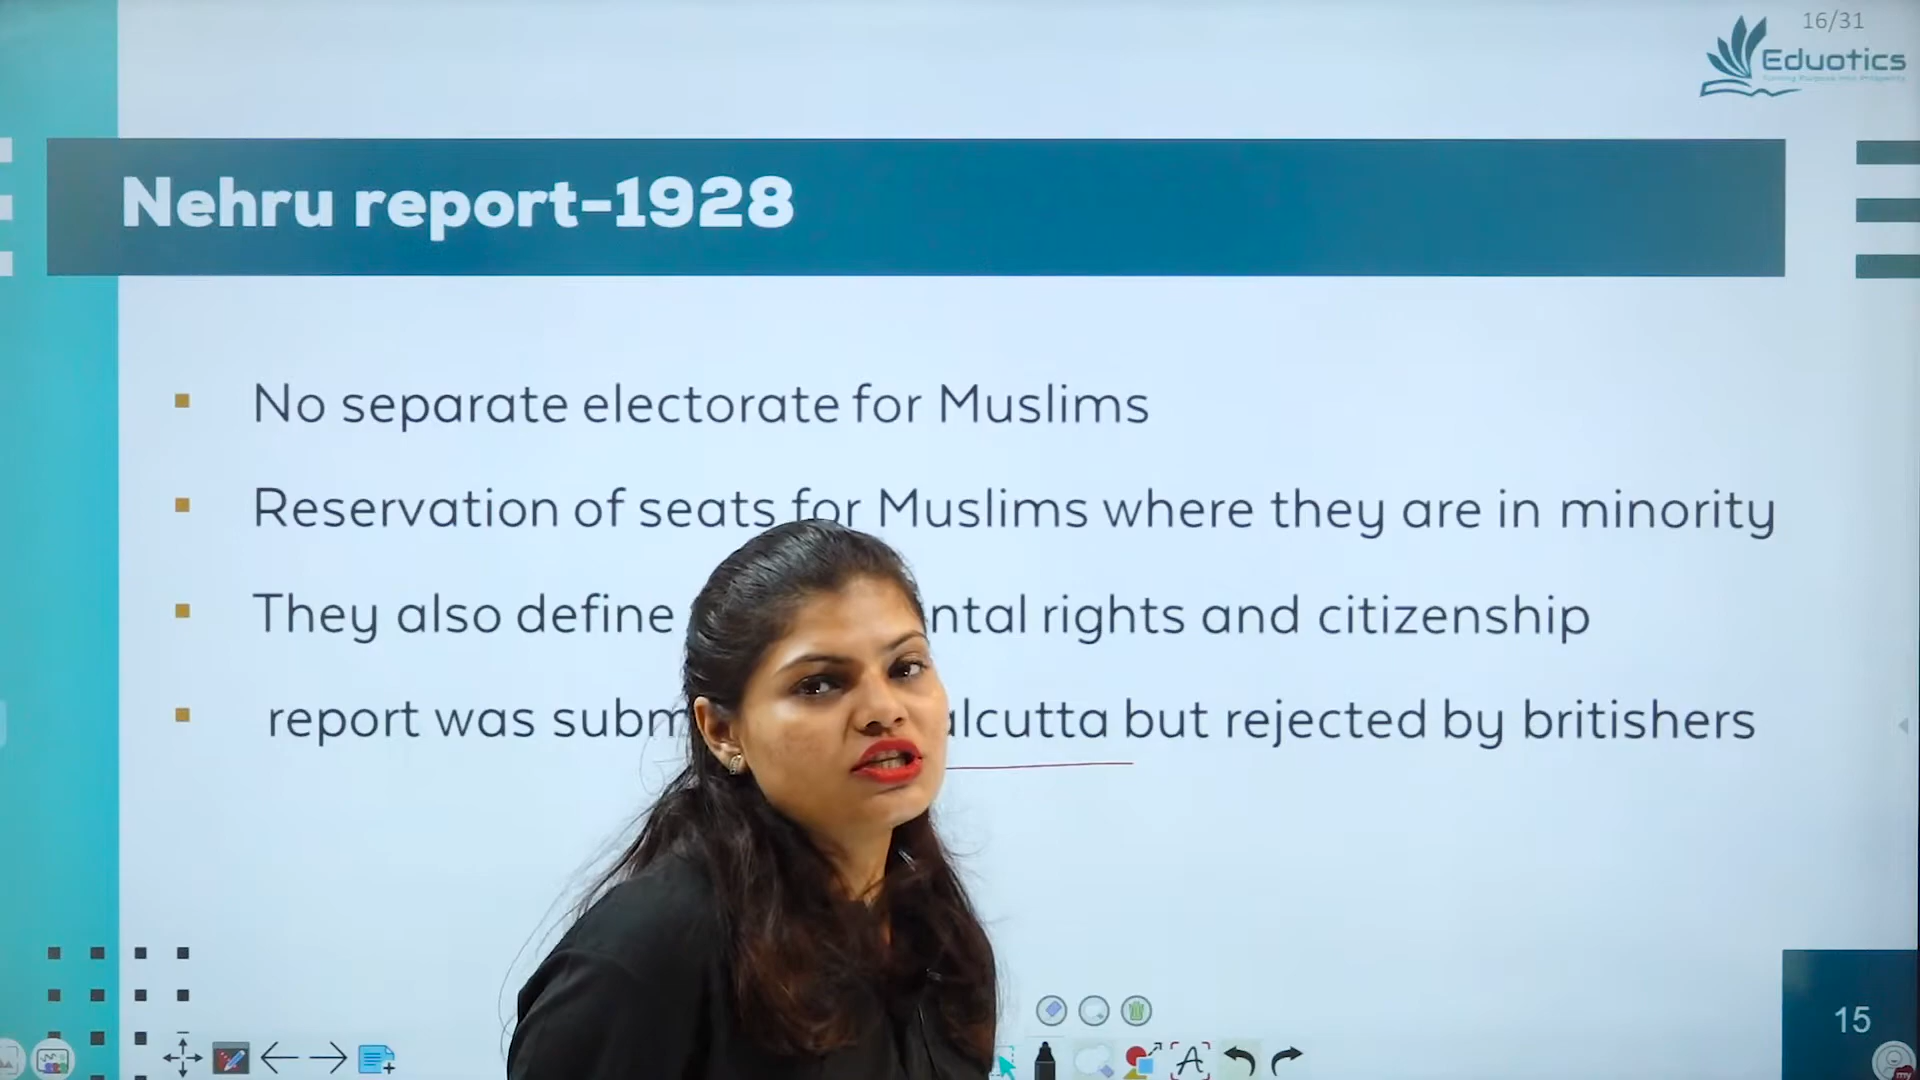 16/31
Eduotics
Nehru report-1928
No separate electorate for Muslims
Reservation of seats for Muslims where they are in minority
They also define ntal rights and citizenship
report was subm alcutta but rejected by britishers
15